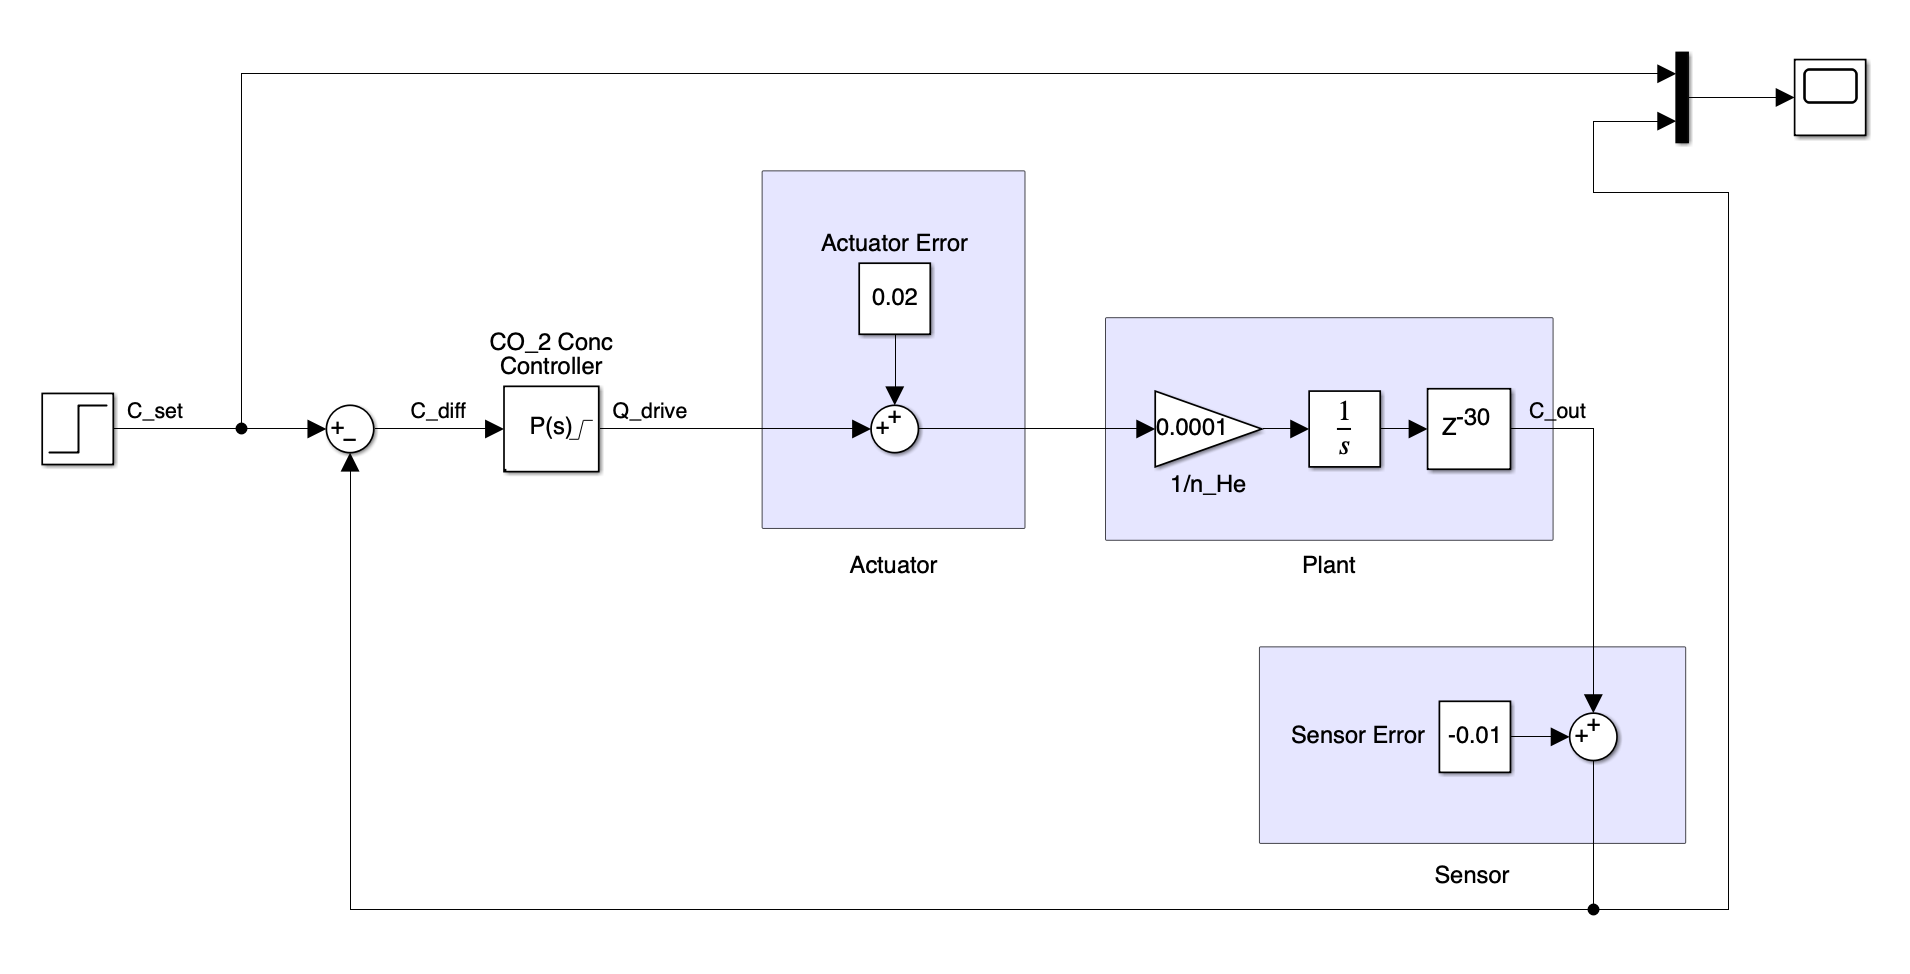 Actuator Error
0.02
CO_2 Conc
Controller
C_set
+
−
C_diff
P(s)
Q_drive
+
+
0.0001
1/n_He
1
s
Z-30
C_out
Actuator
Plant
Sensor Error
-0.01
+
+
Sensor